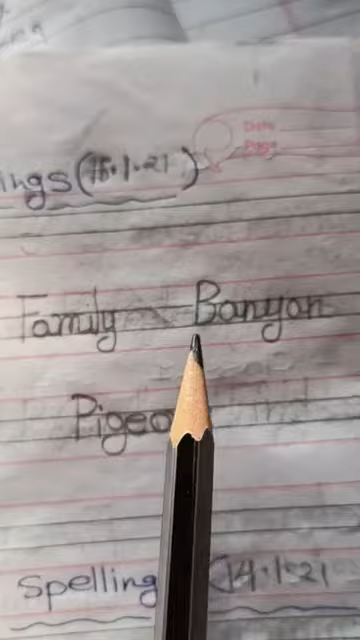 ings (15.1.21)
Date
Page
Family Banyan
Pigeo
Spelling (14.1.21